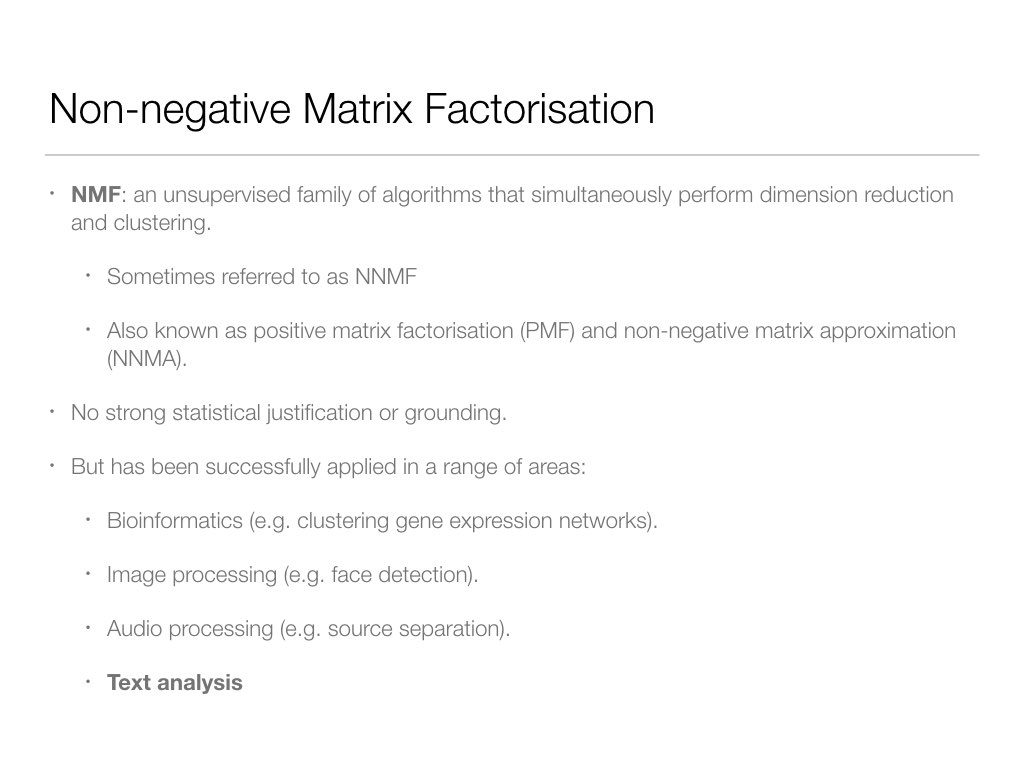 Non-negative Matrix Factorisation
• NMF: an unsupervised family of algorithms that simultaneously perform dimension reduction
and clustering.
• Sometimes referred to as NNMF
• Also known as positive matrix factorisation (PMF) and non-negative matrix approximation
(NNMA).
• No strong statistical justification or grounding.
• But has been successfully applied in a range of areas:
• Bioinformatics (e.g. clustering gene expression networks).
• Image processing (e.g. face detection).
• Audio processing (e.g. source separation).
• Text analysis